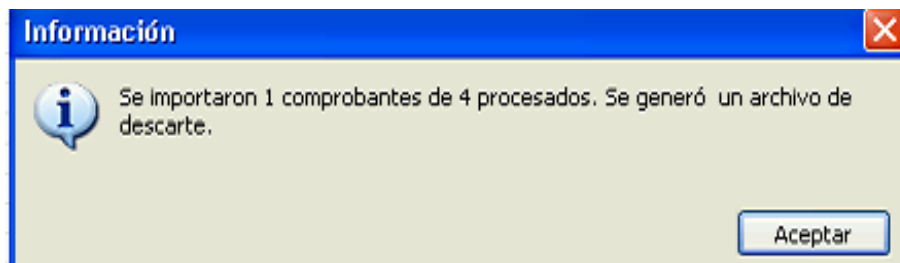 Información
Se importaron 1 comprobantes de 4 procesados. Se generó  un archivo de
descarte.
Aceptar